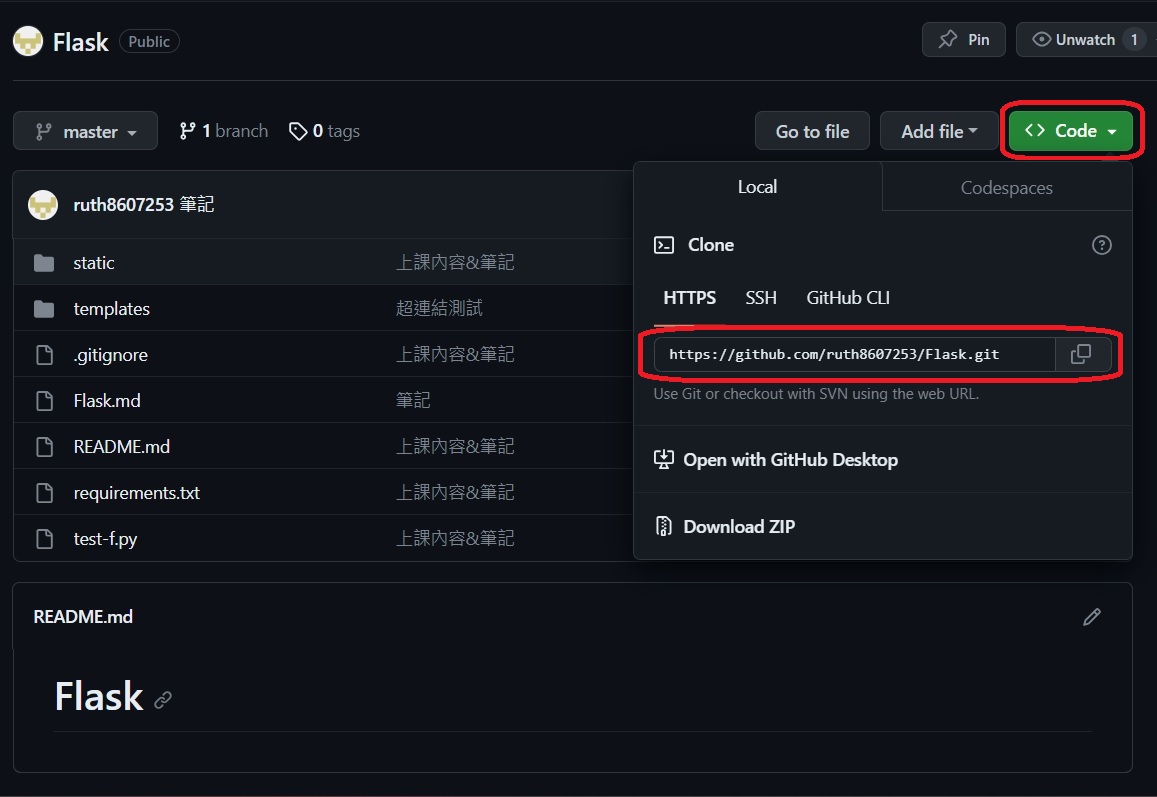 Flask Public Pin Unwatch 1
master 1 branch 0 tags Go to file Add file Code
Local Codespaces
ruth8607253 筆記
Clone
static 上課內容&筆記
HTTPS SSH GitHub CLI
templates 超連結測試
.gitignore 上課內容&筆記
https://github.com/ruth8607253/Flask.git
Use Git or checkout with SVN using the web URL.
Flask.md 筆記
README.md 上課內容&筆記
Open with GitHub Desktop
requirements.txt 上課內容&筆記
Download ZIP
test-f.py 上課內容&筆記
README.md
Flask